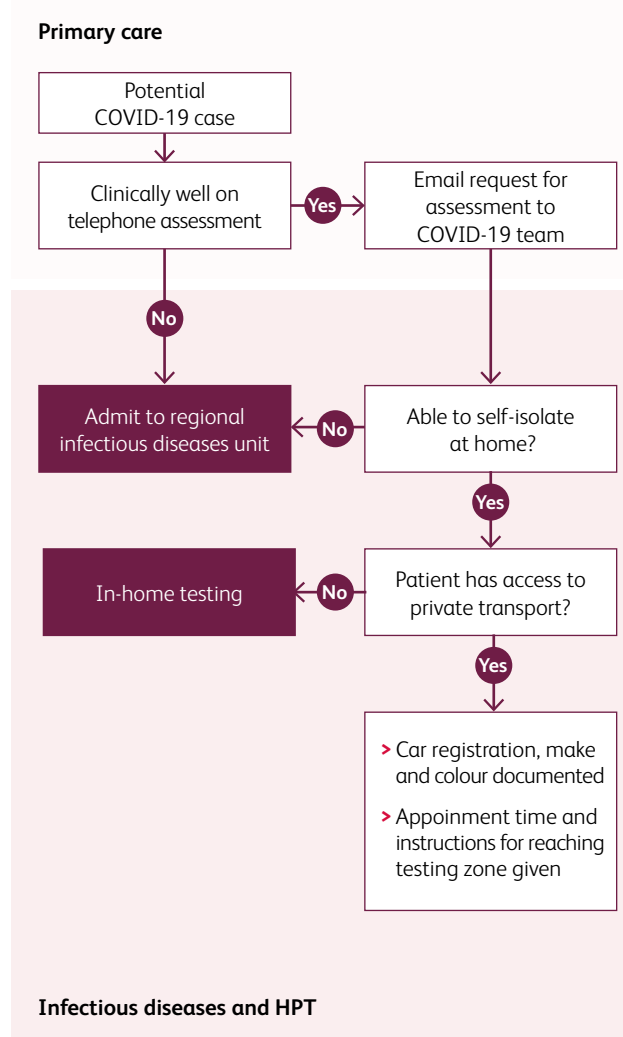 Primary care
Potential
COVID-19 case
Clinically well on
telephone assessment
Yes
Email request for
assessment to
COVID-19 team
No
Admit to regional
infectious diseases unit
No
Able to self-isolate
at home?
Yes
In-home testing
No
Patient has access to
private transport?
Yes
> Car registration, make
and colour documented
> Appoinment time and
instructions for reaching
testing zone given
Infectious diseases and HPT